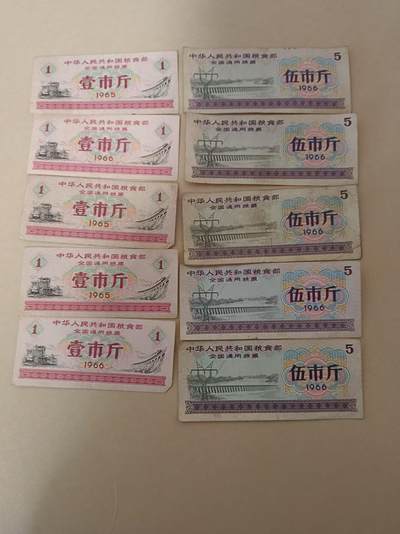 中华人民共和国粮食部
全国通用粮票
1 壹市斤 1
1965
中华人民共和国粮食部
全国通用粮票
1 壹市斤 1
1966
中华人民共和国粮食部
全国通用粮票
1 壹市斤 1
1965
中华人民共和国粮食部
全国通用粮票
1 壹市斤 1
1965
中华人民共和国粮食部
全国通用粮票
1 壹市斤 1
1966
中华人民共和国粮食部 5
全国通用粮票
伍市斤
1966
中华人民共和国粮食部 5
全国通用粮票
伍市斤
1966
中华人民共和国粮食部 5
全国通用粮票
伍市斤
1966
中华人民共和国粮食部 5
全国通用粮票
伍市斤
1966
中华人民共和国粮食部 5
全国通用粮票
伍市斤
1966